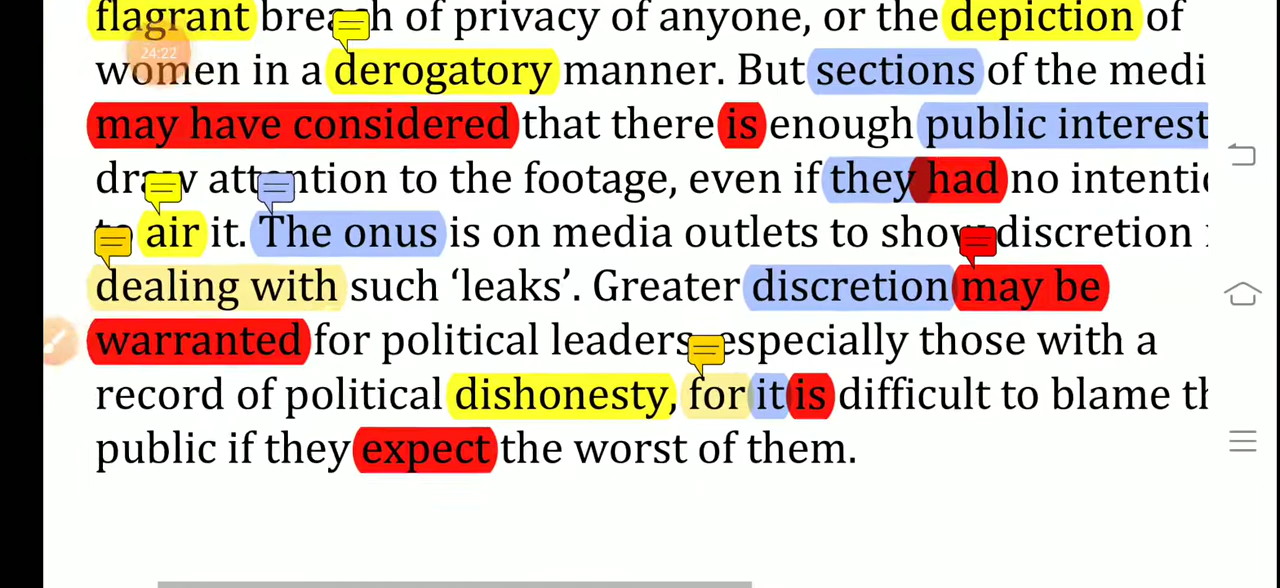 flagrant breach of privacy of anyone, or the depiction of
24:22
women in a derogatory manner. But sections of the medi
may have considered that there is enough public interest
draw attention to the footage, even if they had no intenti
to air it. The onus is on media outlets to show discretion
dealing with such ‘leaks’. Greater discretion may be
warranted for political leaders especially those with a
record of political dishonesty, for it is difficult to blame th
public if they expect the worst of them.